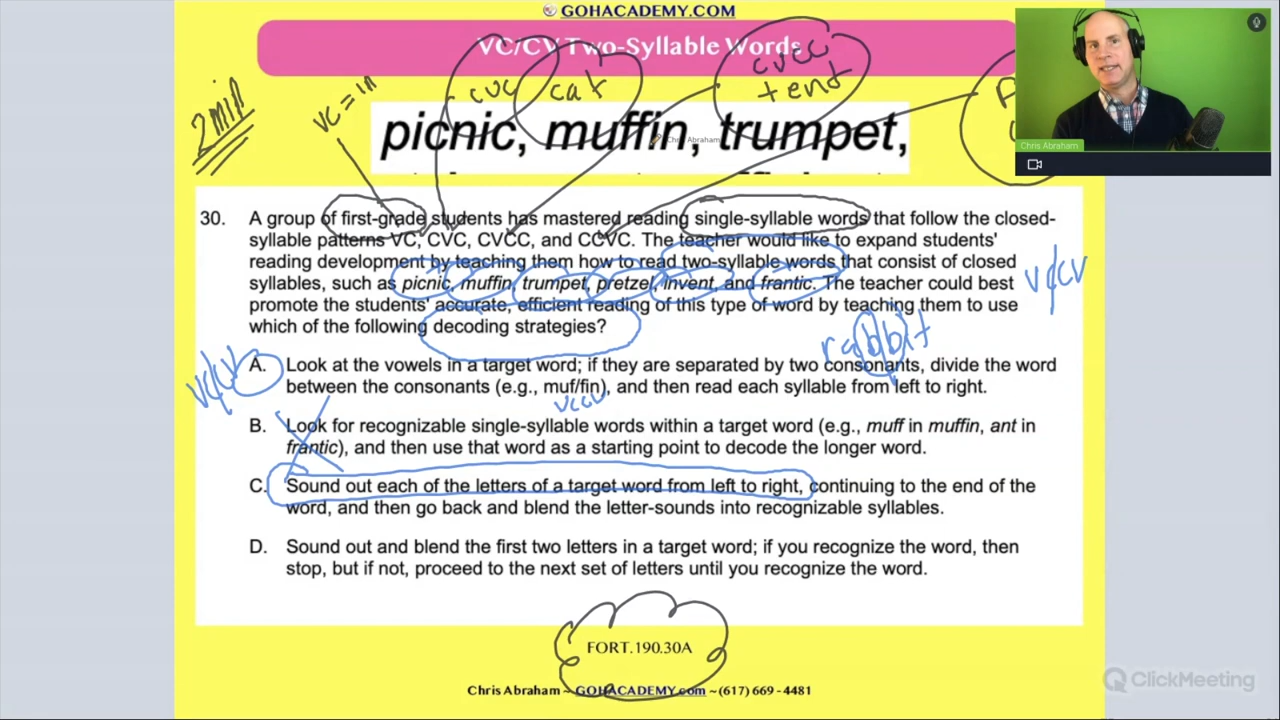 GOHACADEMY.COM
VC/CV Two-Syllable Words
2 min
VC = in
cvc
cat
cvcc
tend
picnic, muffin, trumpet,
Chris Abraham
Chris Abraham
30. A group of first-grade students has mastered reading single-syllable words that follow the closed-
syllable patterns VC, CVC, CVCC, and CCVC. The teacher would like to expand students'
reading development by teaching them how to read two-syllable words that consist of closed
syllables, such as picnic, muffin, trumpet, pretzel, invent, and frantic. The teacher could best
promote the students' accurate, efficient reading of this type of word by teaching them to use
which of the following decoding strategies?
vc/cv
rabbit
vc/cv
A. Look at the vowels in a target word; if they are separated by two consonants, divide the word
between the consonants (e.g., muf/fin), and then read each syllable from left to right.
vccv
B. Look for recognizable single-syllable words within a target word (e.g., muff in muffin, ant in
frantic), and then use that word as a starting point to decode the longer word.
C. Sound out each of the letters of a target word from left to right, continuing to the end of the
word, and then go back and blend the letter-sounds into recognizable syllables.
D. Sound out and blend the first two letters in a target word; if you recognize the word, then
stop, but if not, proceed to the next set of letters until you recognize the word.
FORT.190.30A
Chris Abraham ~ GOHACADEMY.com ~(617) 669 - 4481
ClickMeeting